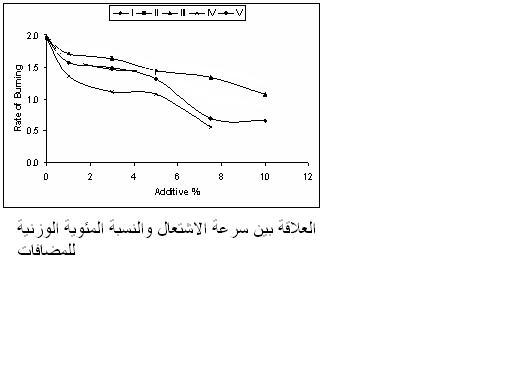 I II III IV V
2.0
1.5
1.0
0.5
0.0
Rate of Burning
0 2 4 6 8 10 12
Additive %
العلاقة بين سرعة الاشتعال والنسبة المئوية الوزنية
للمضافات